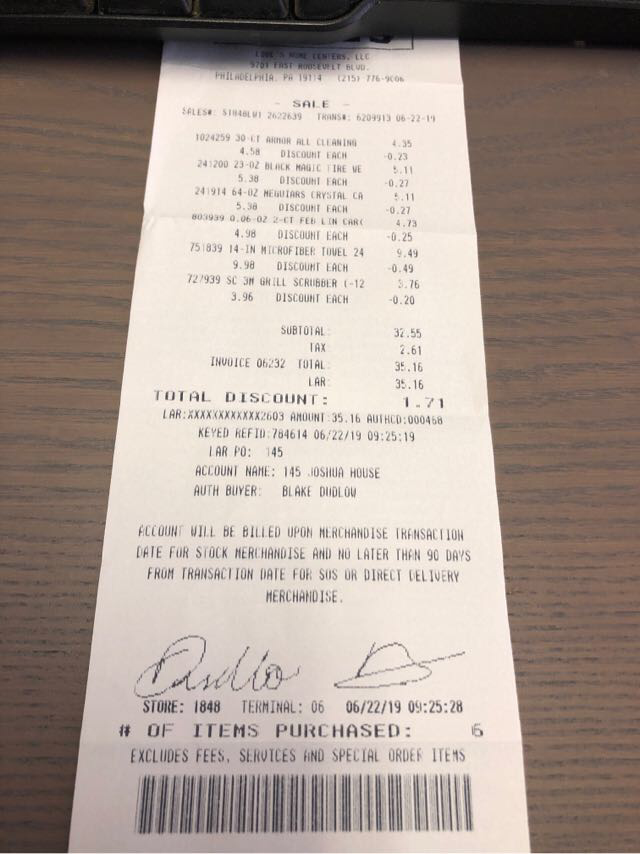 LOWE'S HOME CENTERS, LLC
9701 EAST ROOSEVELT BLVD.
PHILADELPHIA, PA 19114 (215) 776-9006
- SALE -
SALES#: S1848LW1 2622639 TRANS#: 6209913 06-22-19
1024259 30-CT ARMOR ALL CLEANING 4.35
4.58 DISCOUNT EACH -0.23
241200 23-OZ BLACK MAGIC TIRE WE 5.11
5.38 DISCOUNT EACH -0.27
241914 64-OZ MEGUIARS CRYSTAL CA 5.11
5.38 DISCOUNT EACH -0.27
803939 0.06-OZ 2-CT FEB LIN CAR( 4.73
4.98 DISCOUNT EACH -0.25
751839 14-IN MICROFIBER TOWEL 24 9.49
9.98 DISCOUNT EACH -0.49
727939 SC 3M GRILL SCRUBBER (-12 3.76
3.96 DISCOUNT EACH -0.20
SUBTOTAL: 32.55
TAX: 2.61
INVOICE 06232 TOTAL: 35.16
LAR: 35.16
TOTAL DISCOUNT: 1.71
LAR:XXXXXXXXXXXX2603 AMOUNT:35.16 AUTHCD:000468
KEYED REFID:784614 06/22/19 09:25:19
LAR PO: 145
ACCOUNT NAME: 145 JOSHUA HOUSE
AUTH BUYER: BLAKE DUDLOW
ACCOUNT WILL BE BILLED UPON MERCHANDISE TRANSACTION
DATE FOR STOCK MERCHANDISE AND NO LATER THAN 90 DAYS
FROM TRANSACTION DATE FOR SOS OR DIRECT DELIVERY
MERCHANDISE.
STORE: 1848 TERMINAL: 06 06/22/19 09:25:28
# OF ITEMS PURCHASED: 6
EXCLUDES FEES, SERVICES AND SPECIAL ORDER ITEMS